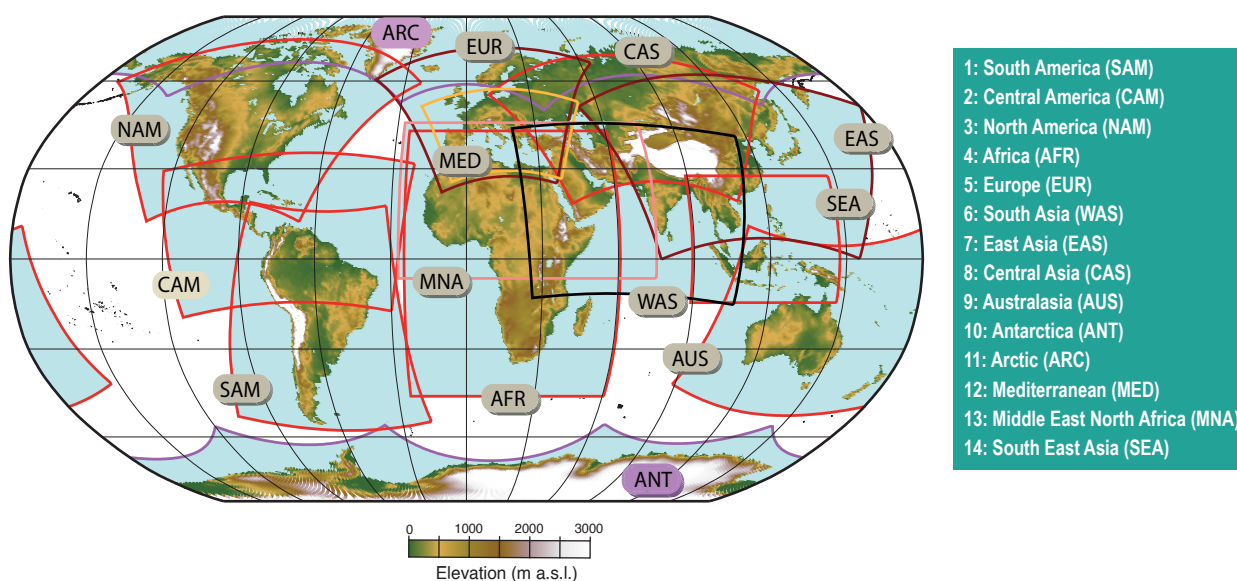 ARC
EUR
CAS
NAM
EAS
MED
SEA
CAM
MNA
WAS
AUS
SAM
AFR
ANT
0 1000 2000 3000
Elevation (m a.s.l.)
1: South America (SAM)
2: Central America (CAM)
3: North America (NAM)
4: Africa (AFR)
5: Europe (EUR)
6: South Asia (WAS)
7: East Asia (EAS)
8: Central Asia (CAS)
9: Australasia (AUS)
10: Antarctica (ANT)
11: Arctic (ARC)
12: Mediterranean (MED)
13: Middle East North Africa (MNA)
14: South East Asia (SEA)